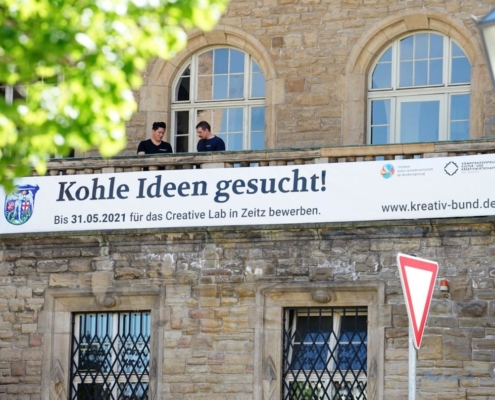 Kohle Ideen gesucht!
Bis 31.05.2021 für das Creative Lab in Zeitz bewerben.
www.kreativ-bund.de